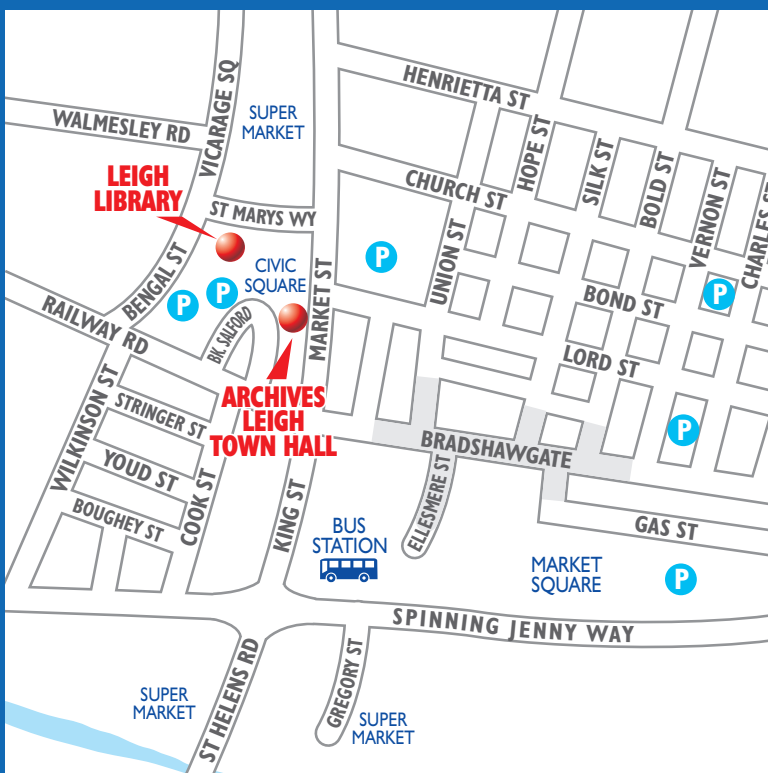 HENRIETTA ST
WALMESLEY RD
VICARAGE SQ
SUPER
MARKET
HOPE ST
SILK ST
BOLD ST
VERNON ST
CHARLES ST
LEIGH
LIBRARY
CHURCH ST
ST MARYS WY
UNION ST
P
BENGAL ST
CIVIC
SQUARE
P
P
MARKET ST
BOND ST
P
RAILWAY RD
BK. SALFORD
LORD ST
ARCHIVES
LEIGH
TOWN HALL
WILKINSON ST
STRINGER ST
P
BRADSHAWGATE
YOUD ST
COOK ST
ELLESMERE ST
BOUGHEY ST
KING ST
BUS
STATION
GAS ST
MARKET
SQUARE
P
SPINNING JENNY WAY
ST HELENS RD
GREGORY ST
SUPER
MARKET
SUPER
MARKET